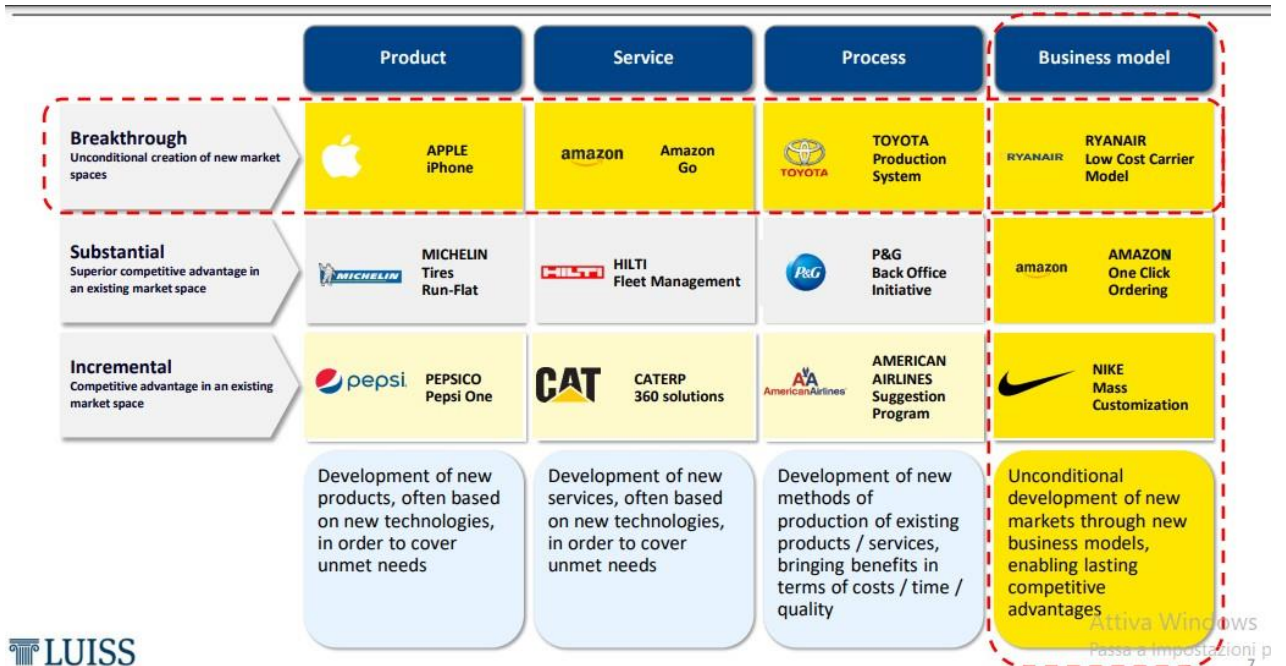 Product
Service
Process
Business model
Breakthrough
Unconditional creation of new market
spaces
APPLE
iPhone
amazon
Amazon
Go
TOYOTA
TOYOTA
Production
System
RYANAIR
RYANAIR
Low Cost Carrier
Model
Substantial
Superior competitive advantage in
an existing market space
MICHELIN
MICHELIN
Tires
Run-Flat
HILTI
HILTI
Fleet Management
P&G
P&G
Back Office
Initiative
amazon
AMAZON
One Click
Ordering
Incremental
Competitive advantage in an existing
market space
pepsi
PEPSICO
Pepsi One
CAT
CATERP
360 solutions
AA
AmericanAirlines
AMERICAN
AIRLINES
Suggestion
Program
NIKE
Mass
Customization
Development of new
products, often based
on new technologies,
in order to cover
unmet needs
Development of new
services, often based
on new technologies,
in order to cover
unmet needs
Development of new
methods of
production of existing
products / services,
bringing benefits in
terms of costs / time /
quality
Unconditional
development of new
markets through new
business models,
enabling lasting
competitive
advantages
Attiva Windows
Passa a Impostazioni p
7
LUISS